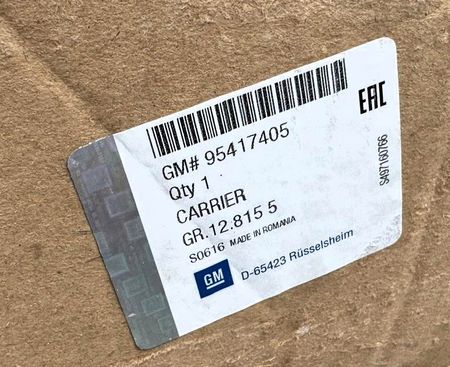 GM# 95417405
Qty 1
CARRIER
GR.12.815 5
S0616 MADE IN ROMANIA
GM D-65423 Rüsselsheim
EAC
S497160766